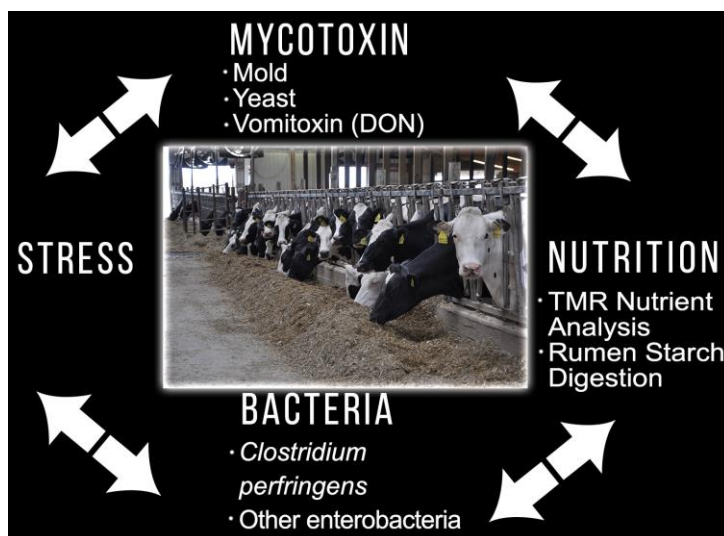 MYCOTOXIN
· Mold
· Yeast
· Vomitoxin (DON)
STRESS
NUTRITION
· TMR Nutrient
Analysis
· Rumen Starch
Digestion
BACTERIA
· Clostridium
perfringens
· Other enterobacteria